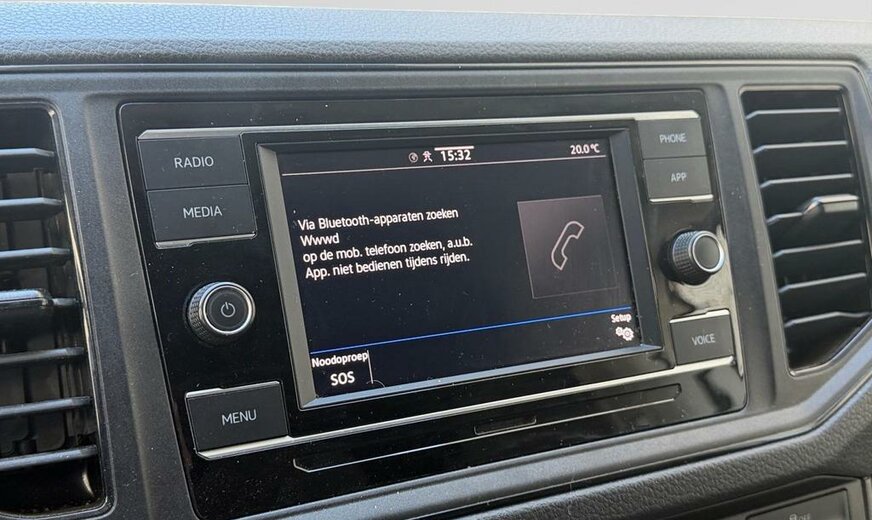 RADIO
MEDIA
MENU
15:32
20.0 °C
Via Bluetooth-apparaten zoeken
Wwwd
op de mob. telefoon zoeken, a.u.b.
App. niet bedienen tijdens rijden.
Setup
Noodoproep
SOS
PHONE
APP
VOICE
OFF